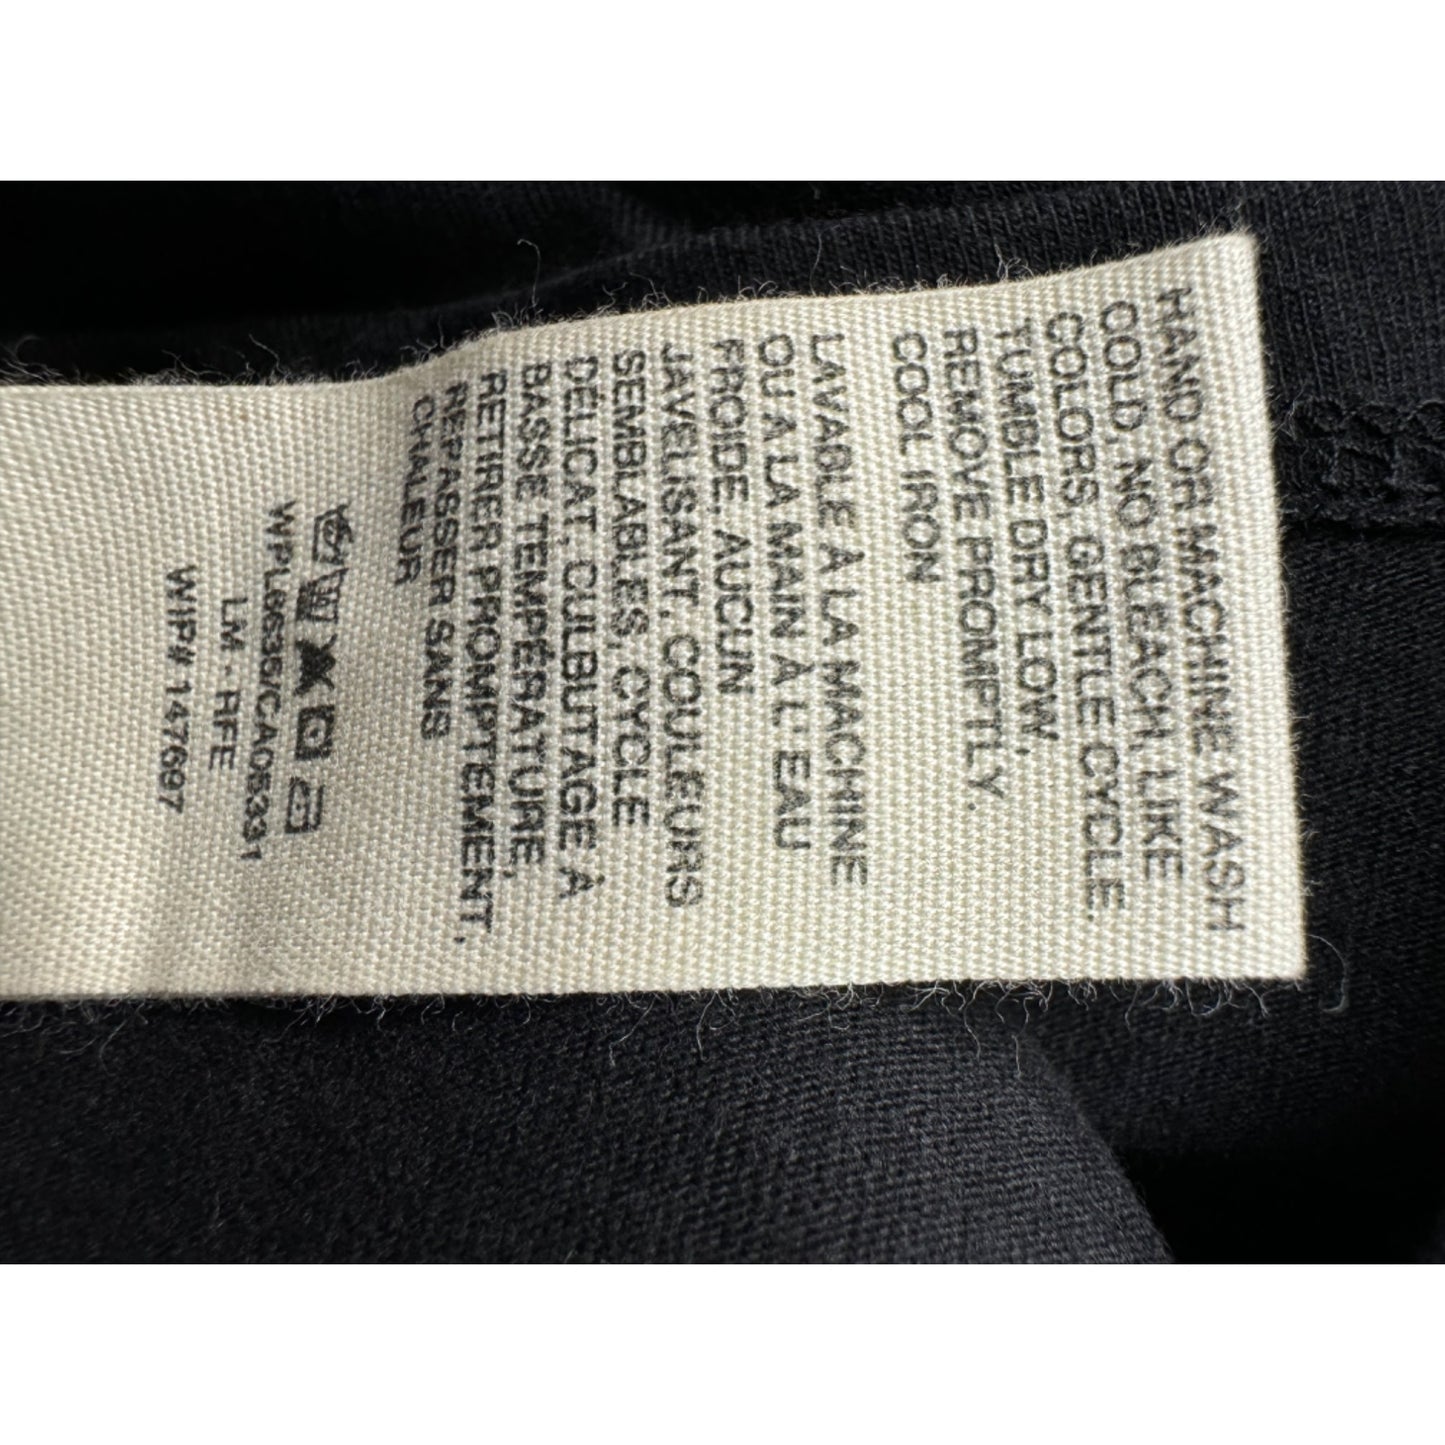 HAND OR MACHINE WASH
COLD, NO BLEACH, LIKE
COLORS, GENTLE CYCLE.
TUMBLE DRY LOW,
REMOVE PROMPTLY.
COOL IRON
LAVABLE À LA MACHINE
OU À LA MAIN À L'EAU
FROIDE. AUCUN
JAVELISANT, COULEURS
SEMBLABLES, CYCLE
DÉLICAT, CULBUTAGE À
BASSE TEMPÉRATURE,
RETIRER PROMPTEMENT,
REPASSER SANS
CHALEUR
WPL6635/CA05331
LM - RFE
WIP# 147697